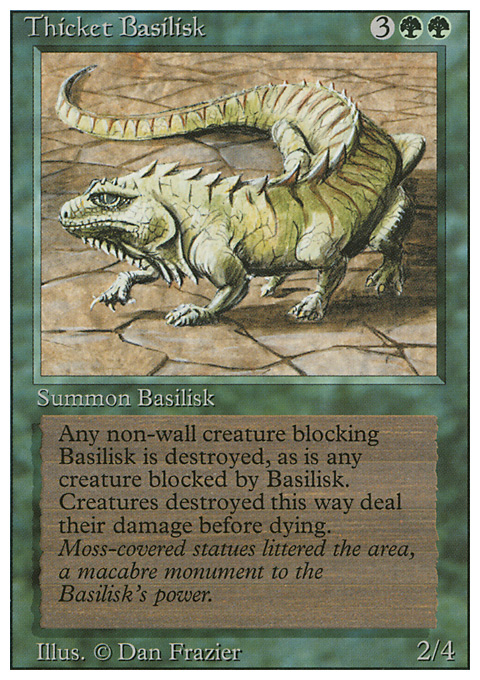 Thicket Basilisk 3
Summon Basilisk
Any non-wall creature blocking
Basilisk is destroyed, as is any
creature blocked by Basilisk.
Creatures destroyed this way deal
their damage before dying.
Moss-covered statues littered the area,
a macabre monument to the
Basilisk's power.
Illus. © Dan Frazier 2/4